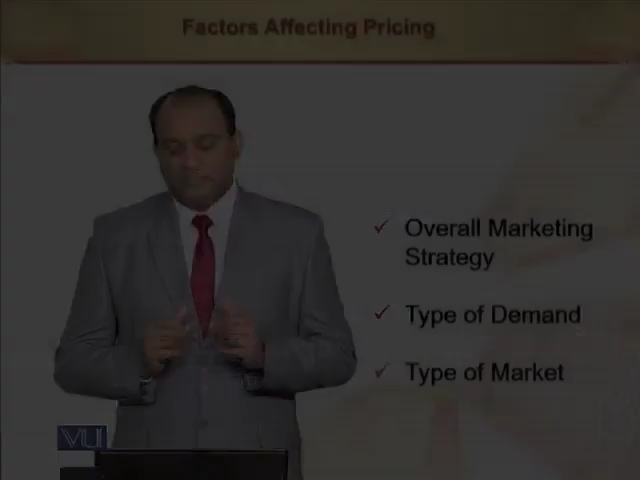 Factors Affecting Pricing
Overall Marketing
Strategy
Type of Demand
Type of Market
VU